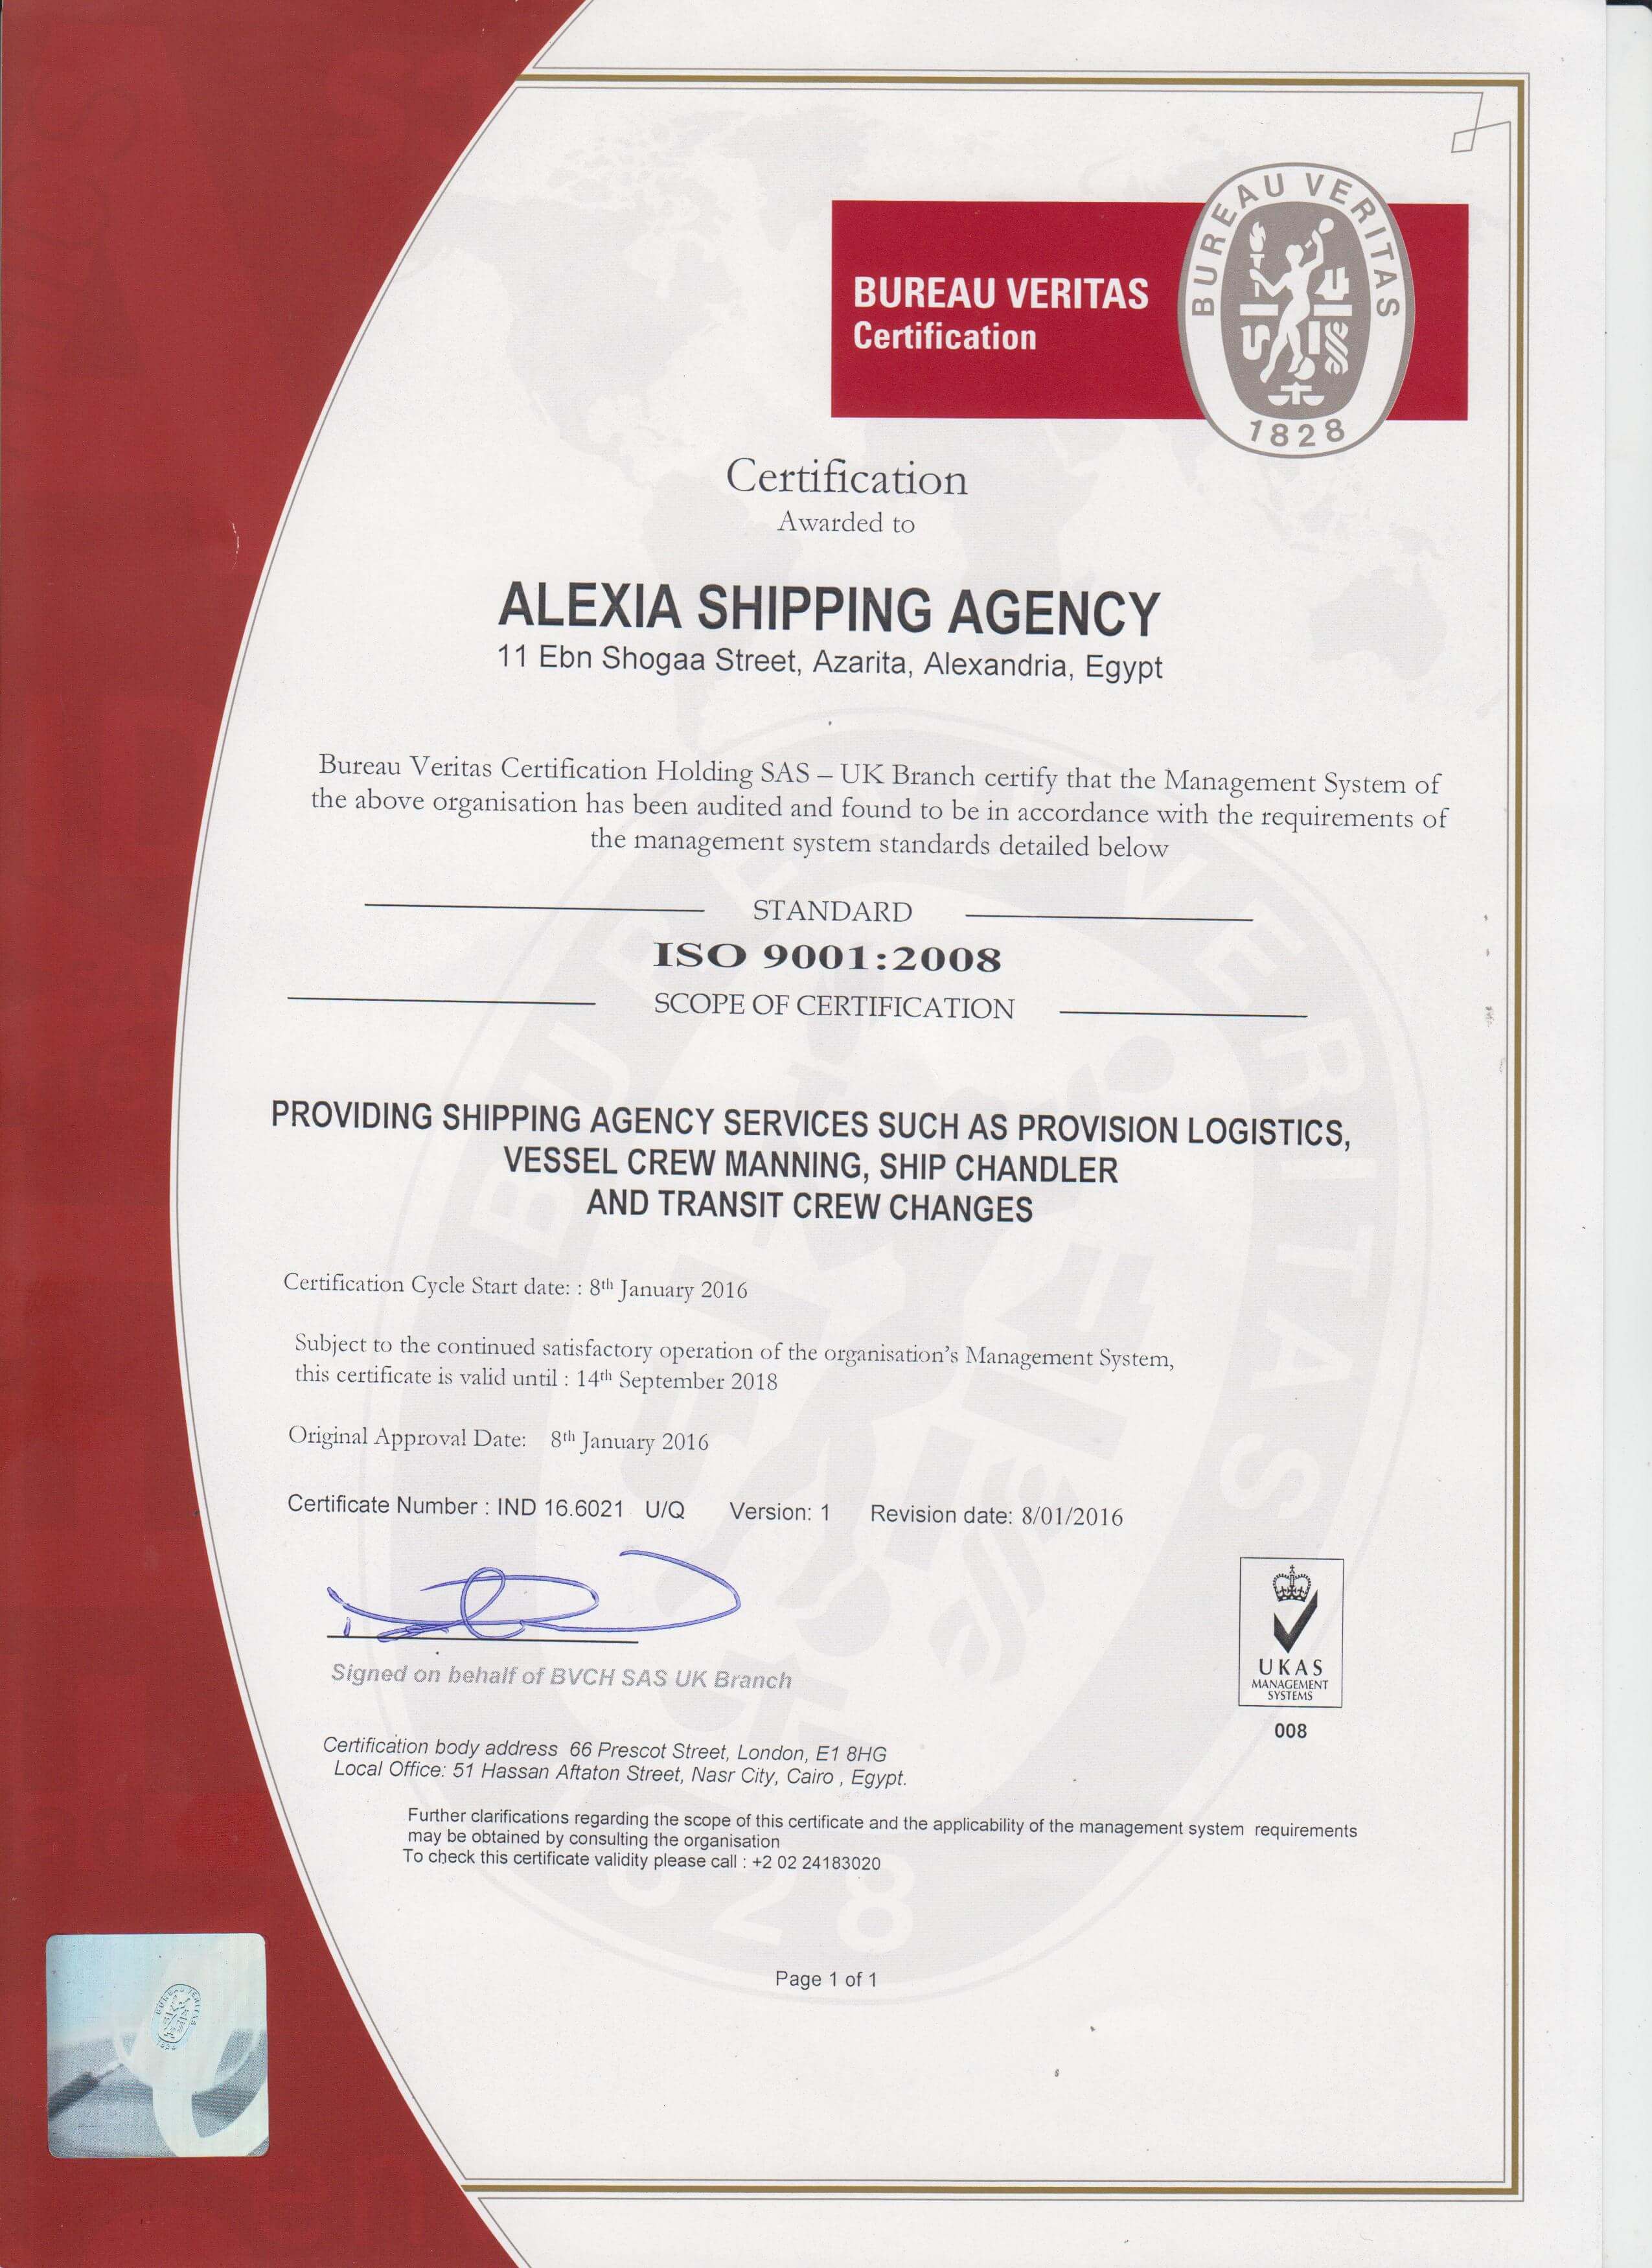 BUREAU VERITAS
1828
BUREAU VERITAS
Certification
Certification
Awarded to
ALEXIA SHIPPING AGENCY
11 Ebn Shogaa Street, Azarita, Alexandria, Egypt
Bureau Veritas Certification Holding SAS – UK Branch certify that the Management System of
the above organisation has been audited and found to be in accordance with the requirements of
the management system standards detailed below
STANDARD
ISO 9001:2008
SCOPE OF CERTIFICATION
PROVIDING SHIPPING AGENCY SERVICES SUCH AS PROVISION LOGISTICS,
VESSEL CREW MANNING, SHIP CHANDLER
AND TRANSIT CREW CHANGES
Certification Cycle Start date: : 8th January 2016
Subject to the continued satisfactory operation of the organisation's Management System,
this certificate is valid until : 14th September 2018
Original Approval Date: 8th January 2016
Certificate Number : IND 16.6021 U/Q Version: 1 Revision date: 8/01/2016
Signed on behalf of BVCH SAS UK Branch
UKAS
MANAGEMENT
SYSTEMS
008
Certification body address 66 Prescot Street, London, E1 8HG
Local Office: 51 Hassan Aftaton Street, Nasr City, Cairo , Egypt.
Further clarifications regarding the scope of this certificate and the applicability of the management system requirements
may be obtained by consulting the organisation
To check this certificate validity please call : +2 02 24183020
Page 1 of 1